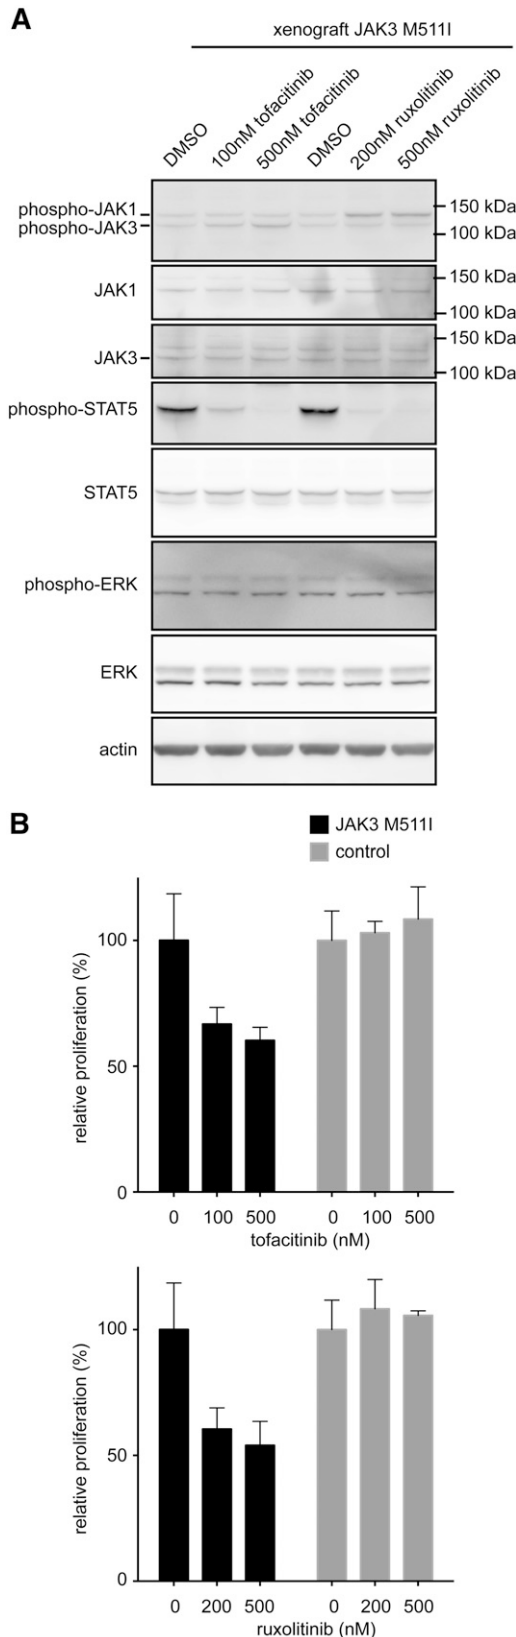 A
xenograft JAK3 M511I
DMSO
100nM tofacitinib
500nM tofacitinib
DMSO
200nM ruxolitinib
500nM ruxolitinib
phospho-JAK1
phospho-JAK3
150 kDa
100 kDa
JAK1
150 kDa
100 kDa
JAK3
150 kDa
100 kDa
phospho-STAT5
STAT5
phospho-ERK
ERK
actin
B
JAK3 M511I
control
relative proliferation (%)
100
50
0
0 100 500 0 100 500
tofacitinib (nM)
relative proliferation (%)
100
50
0
0 200 500 0 200 500
ruxolitinib (nM)